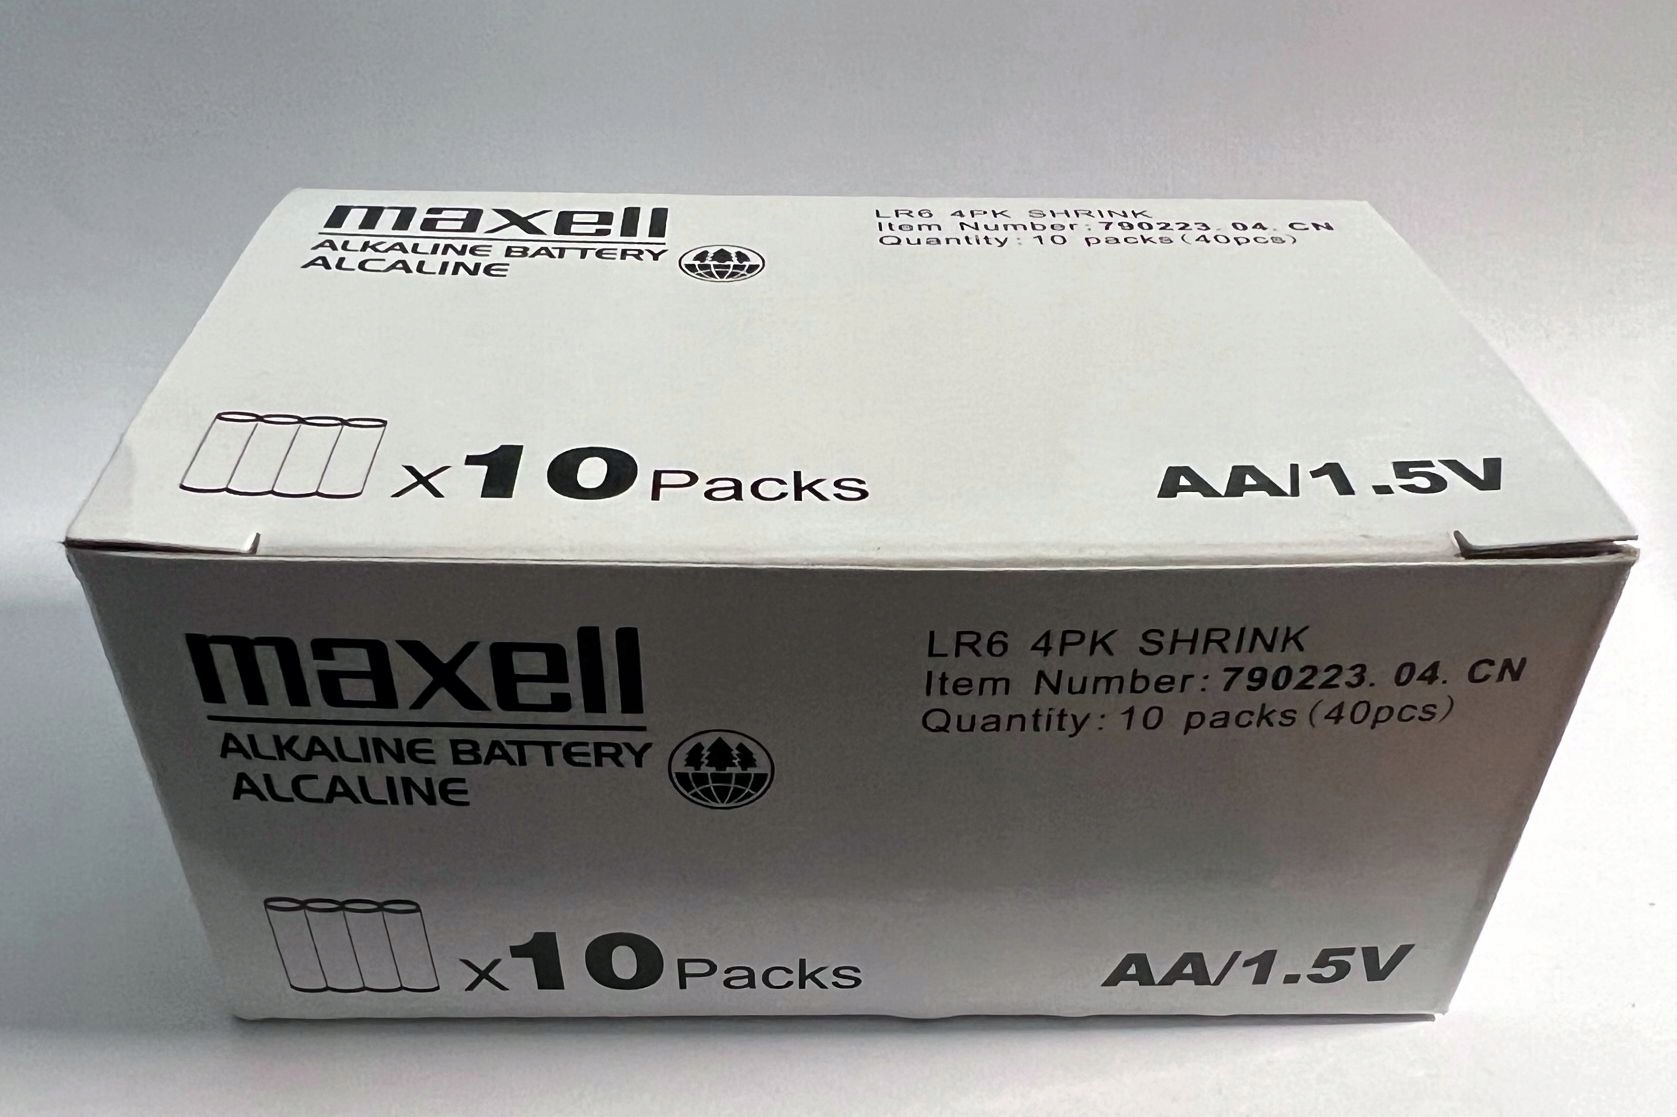 maxell
ALKALINE BATTERY
ALCALINE
LR6 4PK SHRINK
Item Number: 790223. 04. CN
Quantity: 10 packs (40pcs)
x10 Packs
AA/1.5V
maxell
ALKALINE BATTERY
ALCALINE
LR6 4PK SHRINK
Item Number: 790223. 04. CN
Quantity: 10 packs (40pcs)
x10 Packs
AA/1.5V